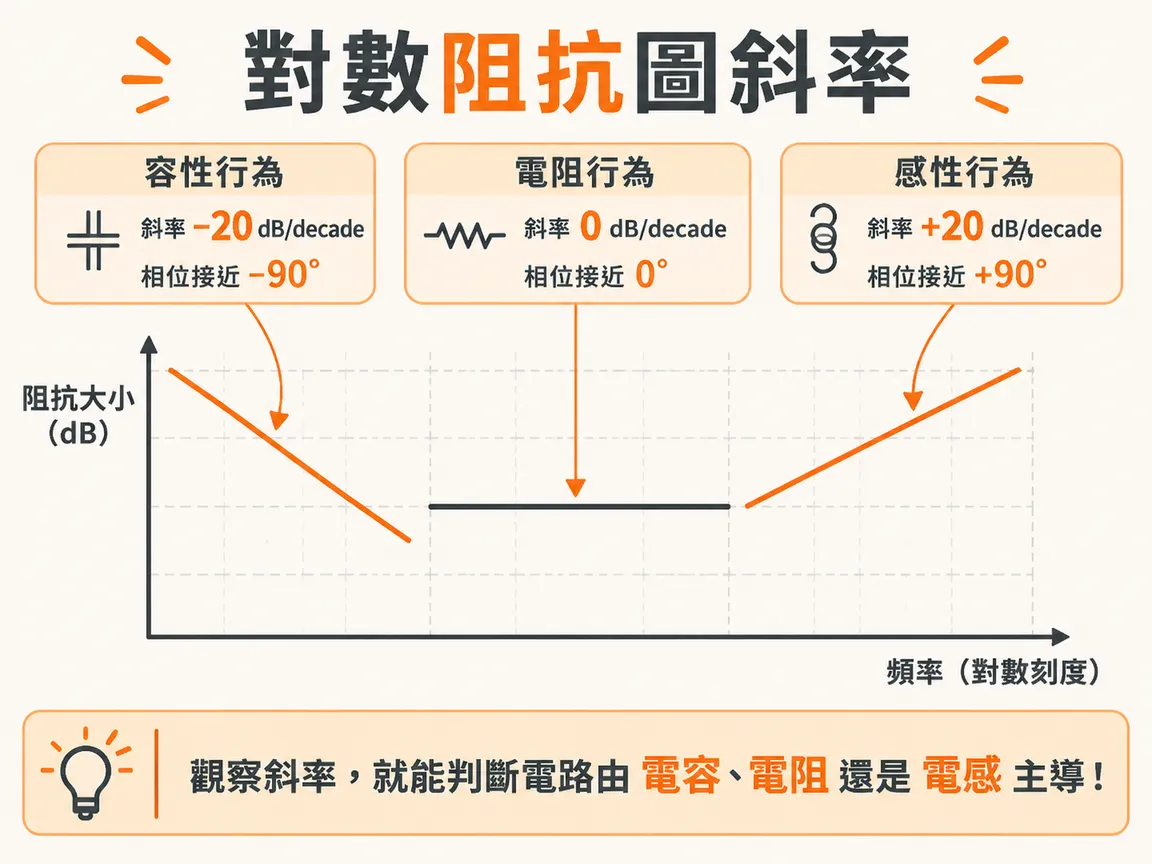 對數阻抗圖斜率
容性行為
斜率 −20 dB/decade
相位接近 −90°
電阻行為
斜率 0 dB/decade
相位接近 0°
感性行為
斜率 +20 dB/decade
相位接近 +90°
阻抗大小
（dB）
頻率（對數刻度）
觀察斜率，就能判斷電路由 電容、電阻 還是 電感 主導！